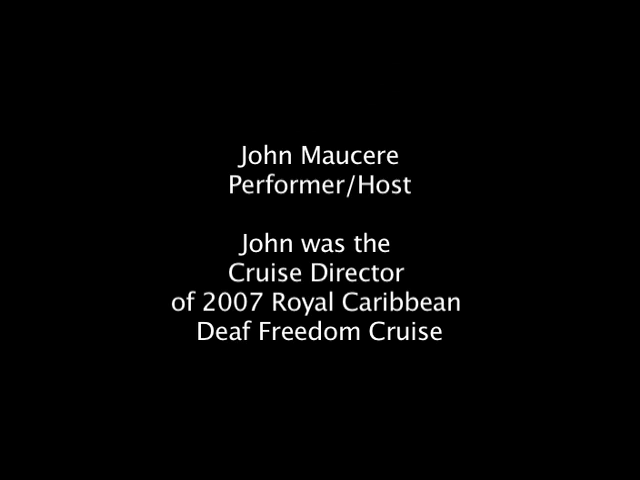 John Maucere
Performer/Host
John was the
Cruise Director
of 2007 Royal Caribbean
Deaf Freedom Cruise